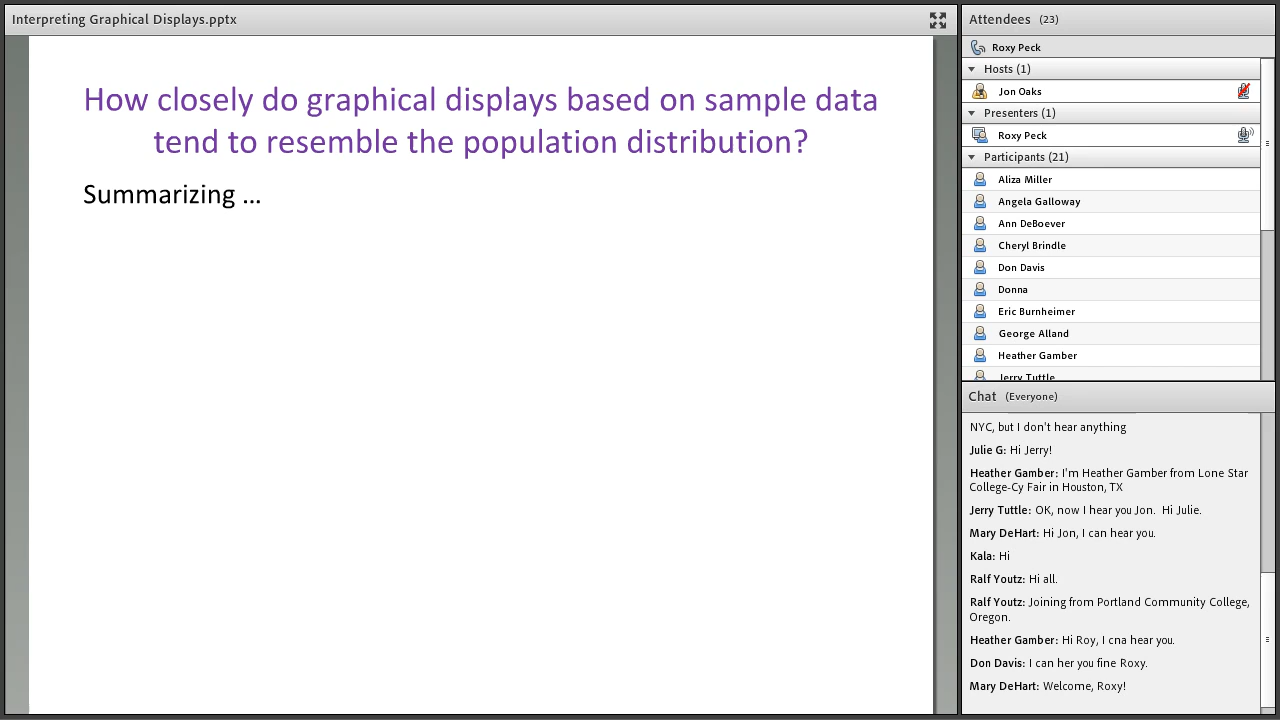 Interpreting Graphical Displays.pptx
How closely do graphical displays based on sample data
tend to resemble the population distribution?
Summarizing ...
Attendees (23)
Roxy Peck
Hosts (1)
Jon Oaks
Presenters (1)
Roxy Peck
Participants (21)
Aliza Miller
Angela Galloway
Ann DeBoever
Cheryl Brindle
Don Davis
Donna
Eric Burnheimer
George Alland
Heather Gamber
Jerry Tuttle
Chat (Everyone)
NYC, but I don't hear anything
Julie G: Hi Jerry!
Heather Gamber: I'm Heather Gamber from Lone Star
College-Cy Fair in Houston, TX
Jerry Tuttle: OK, now I hear you Jon. Hi Julie.
Mary DeHart: Hi Jon, I can hear you.
Kala: Hi
Ralf Youtz: Hi all.
Ralf Youtz: Joining from Portland Community College,
Oregon.
Heather Gamber: Hi Roy, I cna hear you.
Don Davis: I can her you fine Roxy.
Mary DeHart: Welcome, Roxy!